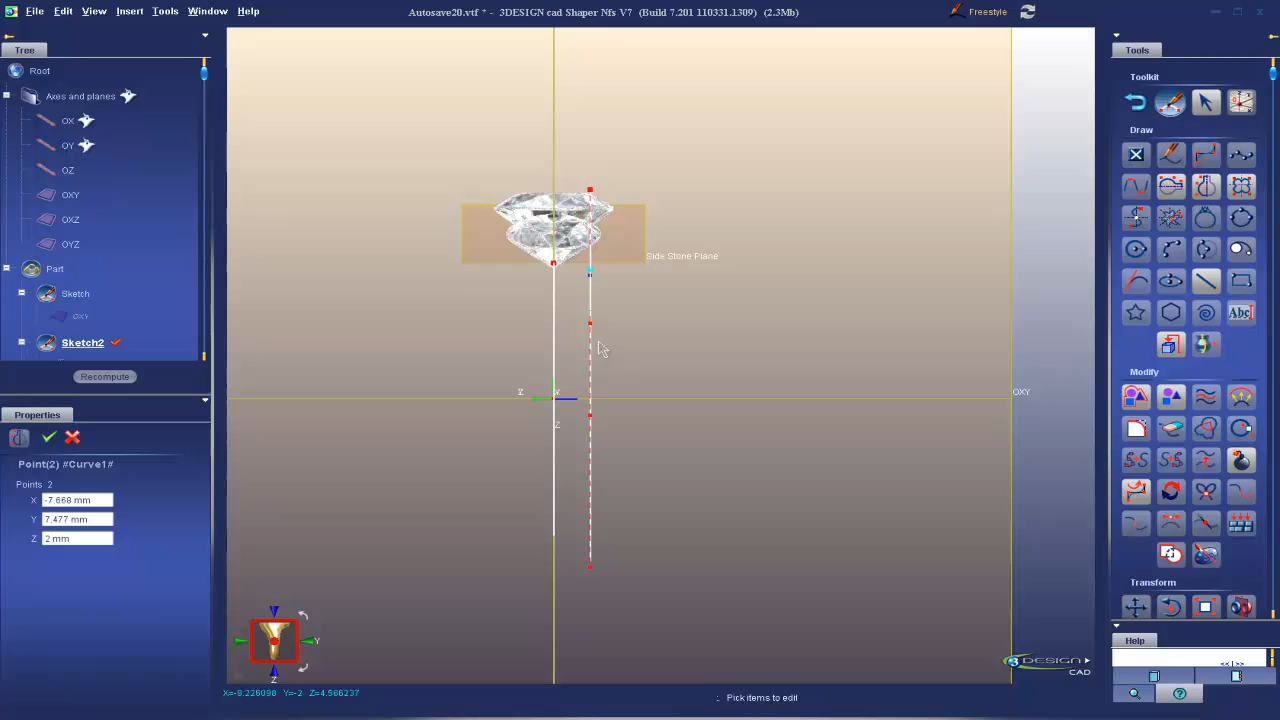 File Edit View Insert Tools Window Help
Autosave20.vtf * - 3DESIGN cad Shaper Nfs V7 (Build 7.201 110331.1309) (2.3Mb)
Freestyle
Tree
Root
Axes and planes
OX
OY
OZ
OXY
OXZ
OYZ
Part
Sketch
OXY
Sketch2
Recompute
Properties
Point(2) #Curve1#
Points 2
X -7.668 mm
Y 7.477 mm
Z 2 mm
Side Stone Plane
Z
Z
OXY
Y
Z
X=-9.226098 Y=-2 Z=4.566237
: Pick items to edit
3DESIGN
CAD
Tools
Toolkit
Draw
Abc
Modify
Transform
Help